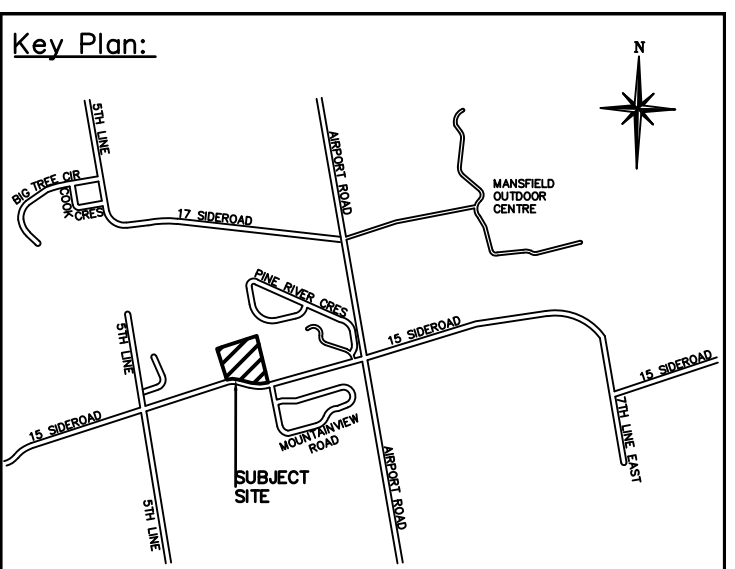 Key Plan:
N
5TH LINE
AIRPORT ROAD
BIG TREE CIR
COOK
CRES
17 SIDEROAD
MANSFIELD
OUTDOOR
CENTRE
PINE RIVER CRES
5TH LINE
15 SIDEROAD
15 SIDEROAD
15 SIDEROAD
MOUNTAINVIEW
ROAD
7TH LINE EAST
AIRPORT ROAD
SUBJECT
SITE
5TH LINE